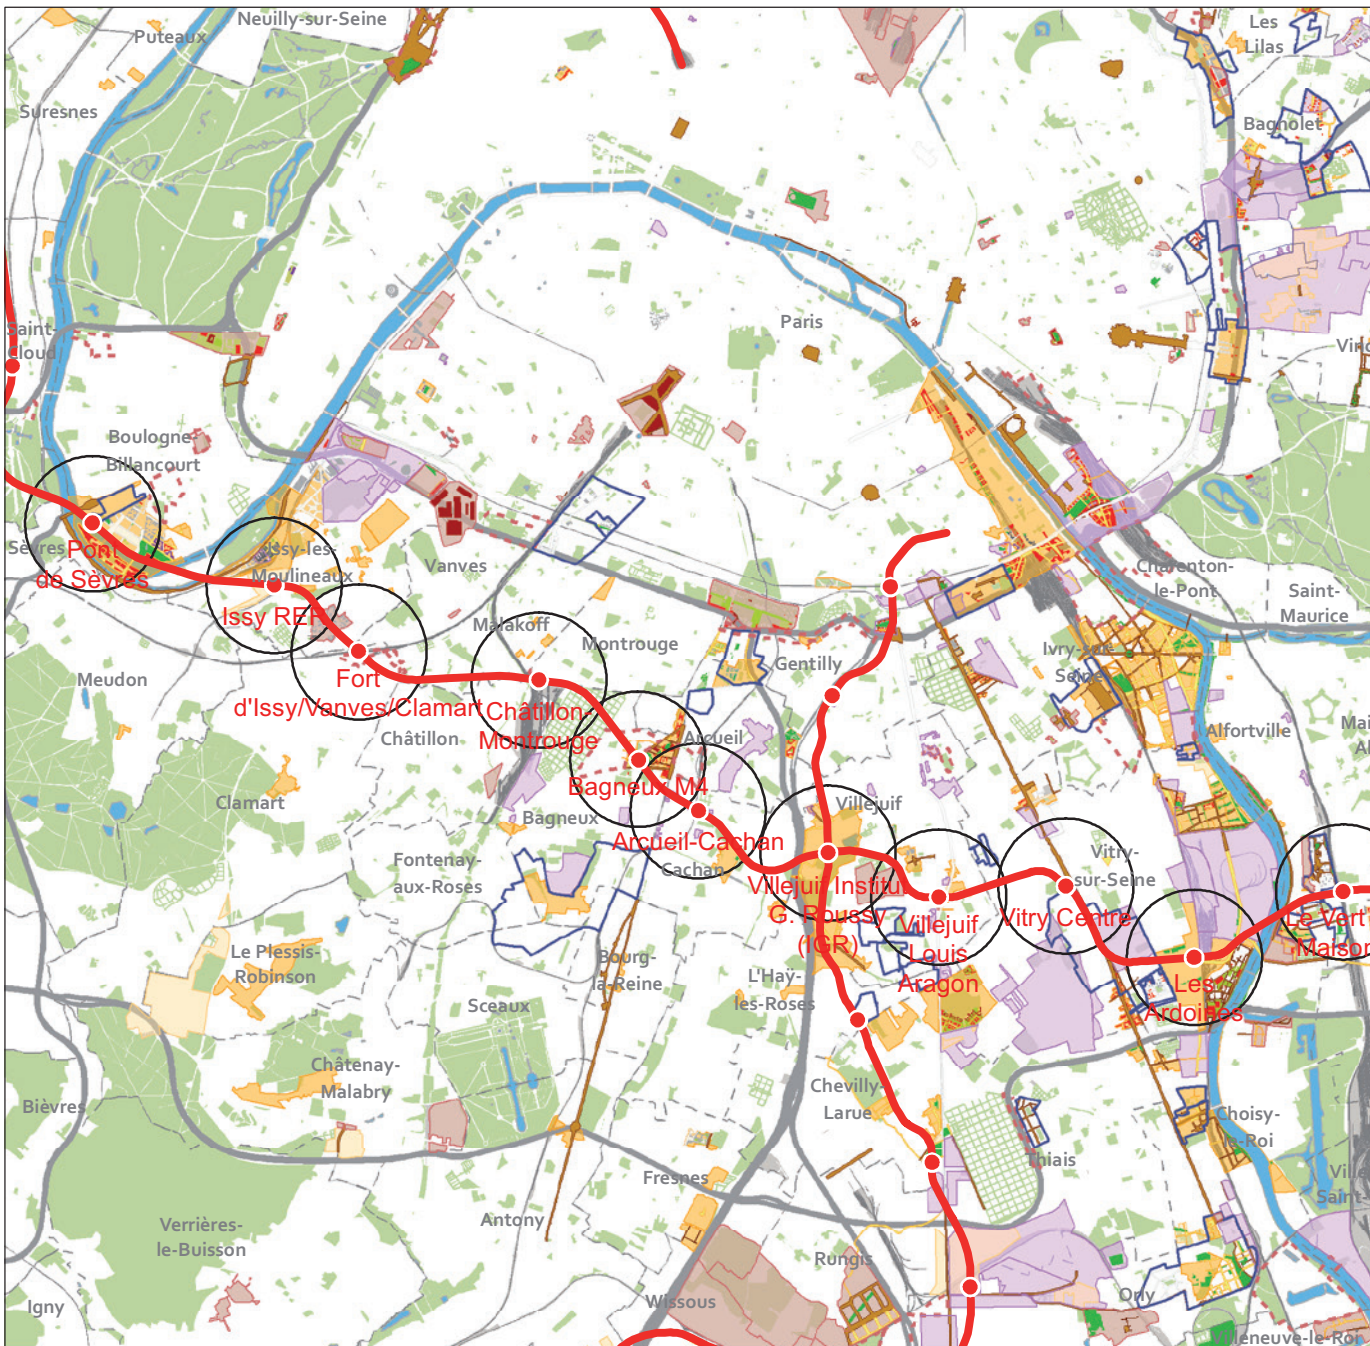 Neuilly-sur-Seine
Puteaux
Les
Lilas
Suresnes
Bagnolet
Paris
Saint-
Cloud
Vinc
Boulogne-
Billancourt
Sèvres
Pont
de Sèvres
Issy-les-
Moulineaux
Issy RER
Vanves
Charenton-
le-Pont
Saint-
Maurice
Malakoff
Montrouge
Gentilly
Ivry-sur-
Seine
Meudon
Fort
d'Issy/Vanves/Clamart
Châtillon
Châtillon-
Montrouge
Arcueil
Alfortville
Mai
Al
Bagneux M4
Clamart
Bagneux
Arcueil-Cachan
Cachan
Villejuif
Fontenay-
aux-Roses
Villejuif Institut
G. Roussy
(IGR)
Villejuif
Louis
Aragon
Vitry-
sur-Seine
Vitry Centre
Le Vert
Maison
Les
Ardoines
Le Plessis-
Robinson
Bourg-
la-Reine
L'Haÿ-
les-Roses
Sceaux
Châtenay-
Malabry
Chevilly-
Larue
Bièvres
Choisy-
le-Roi
Thiais
Fresnes
Ville
Saint-
Antony
Verrières-
le-Buisson
Rungis
Igny
Wissous
Orly
Villeneuve-le-Roi